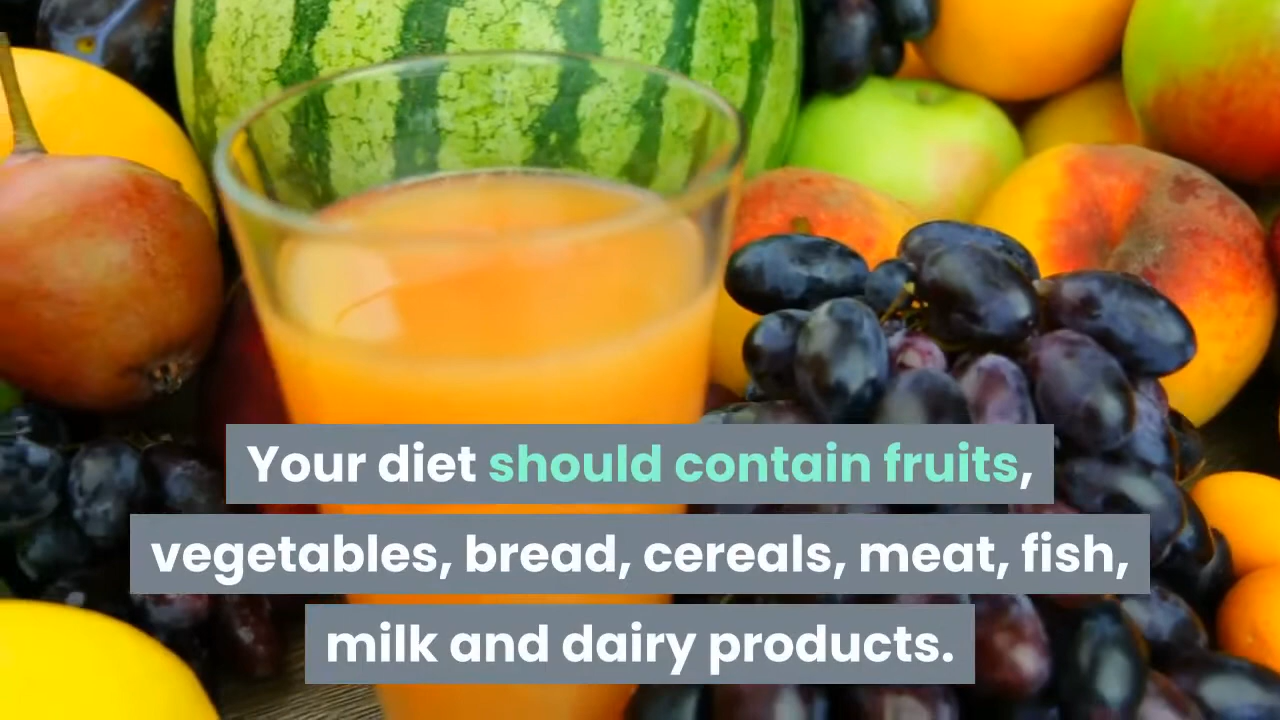 Your diet should contain fruits,
vegetables, bread, cereals, meat, fish,
milk and dairy products.